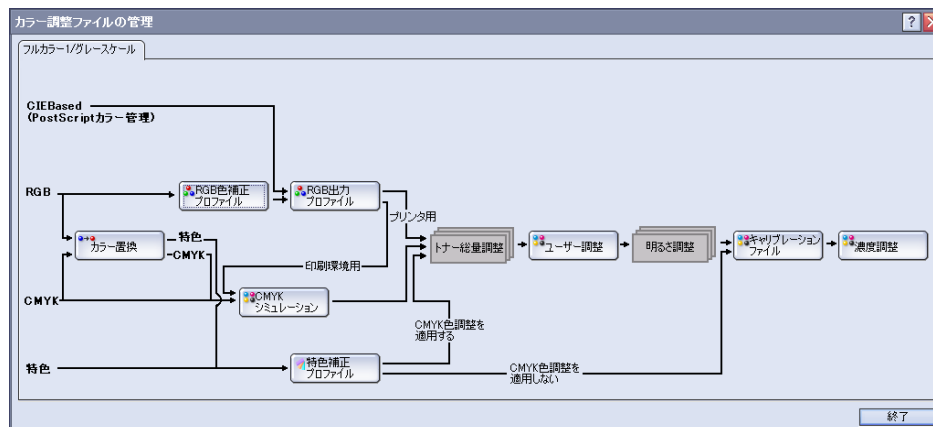 カラー調整ファイルの管理
フルカラー1/グレースケール
CIEBased
(PostScriptカラー管理)
RGB
RGB色補正
プロファイル
RGB出力
プロファイル
プリンタ用
カラー置換
特色
CMYK
トナー総量調整
ユーザー調整
明るさ調整
キャリブレーション
ファイル
濃度調整
印刷環境用
CMYK
CMYK
シミュレーション
CMYK色調整を
適用する
特色
特色補正
プロファイル
CMYK色調整を
適用しない
終了